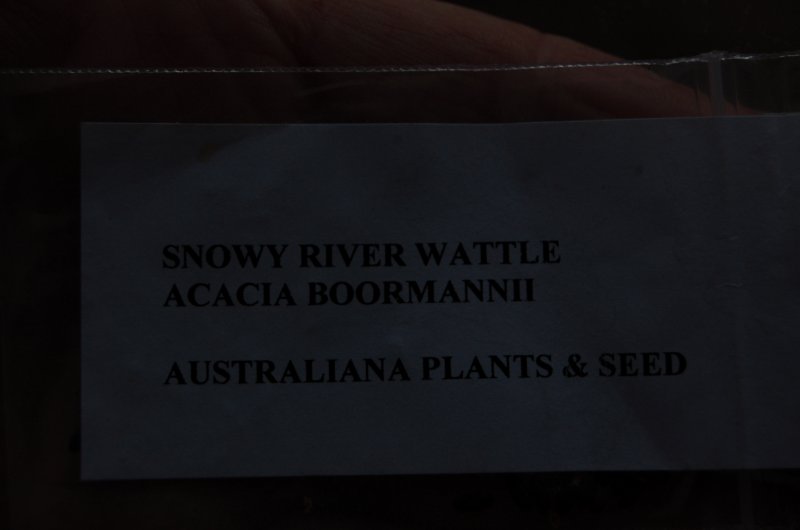 SNOWY RIVER WATTLE
ACACIA BOORMANNII
AUSTRALIANA PLANTS & SEED